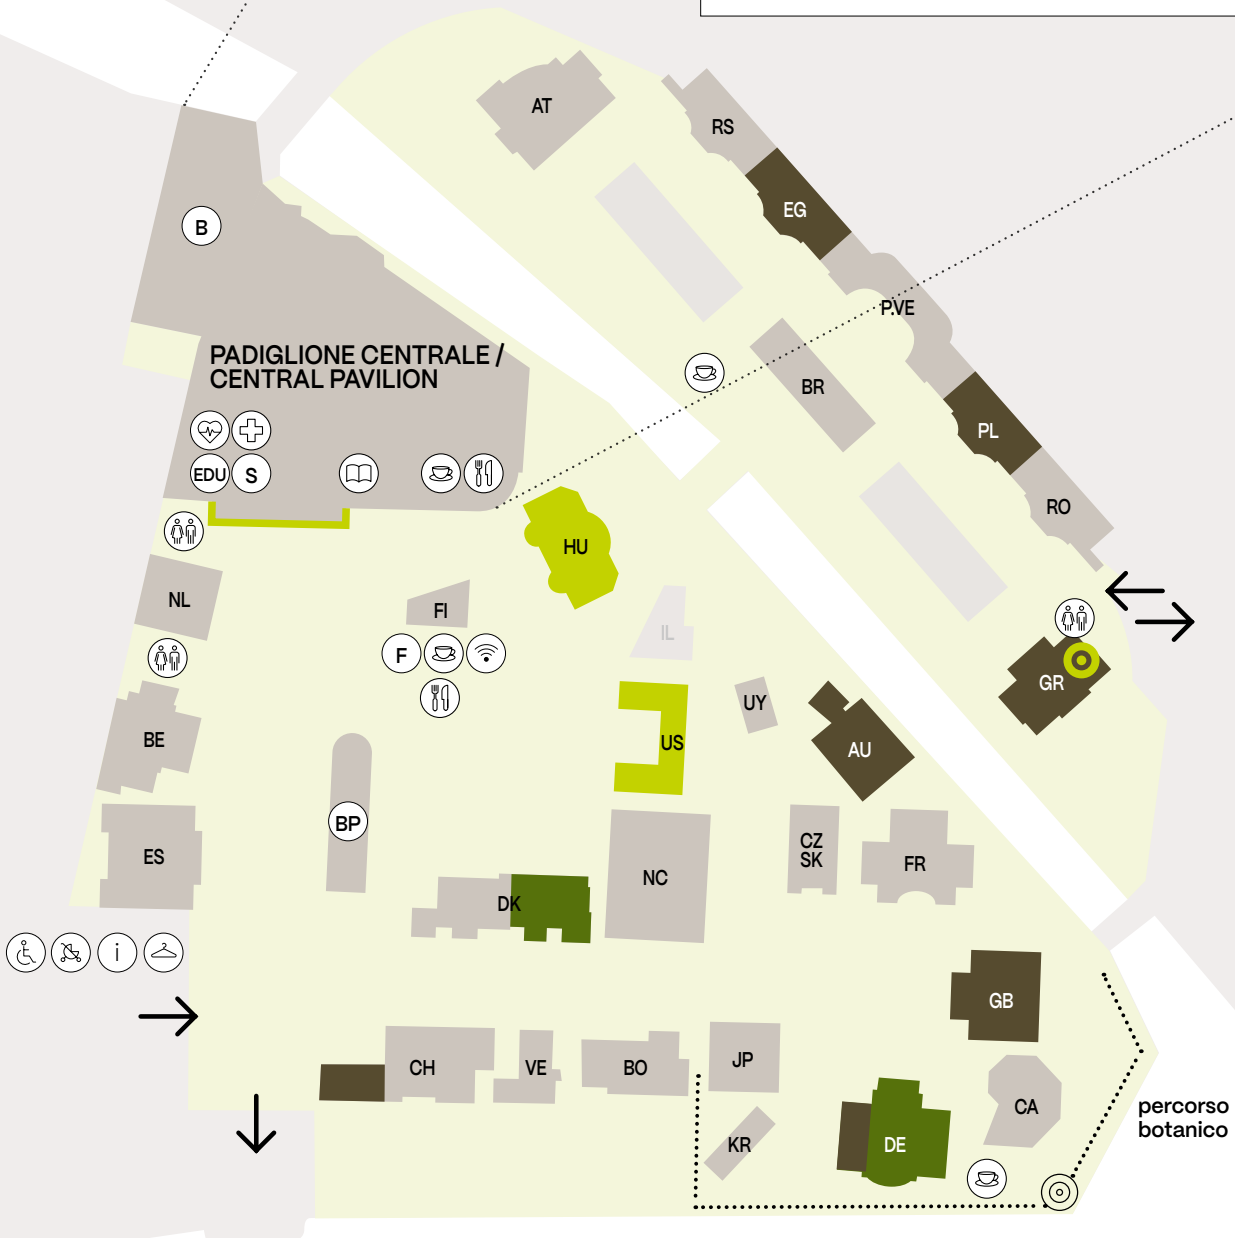 AT
RS
EG
B
P.VE
PADIGLIONE CENTRALE /
CENTRAL PAVILION
BR
PL
EDU
S
RO
HU
NL
FI
IL
F
GR
UY
BE
US
AU
BP
ES
CZ
SK
FR
NC
DK
i
GB
CH
VE
BO
JP
CA
percorso
botanico
KR
DE